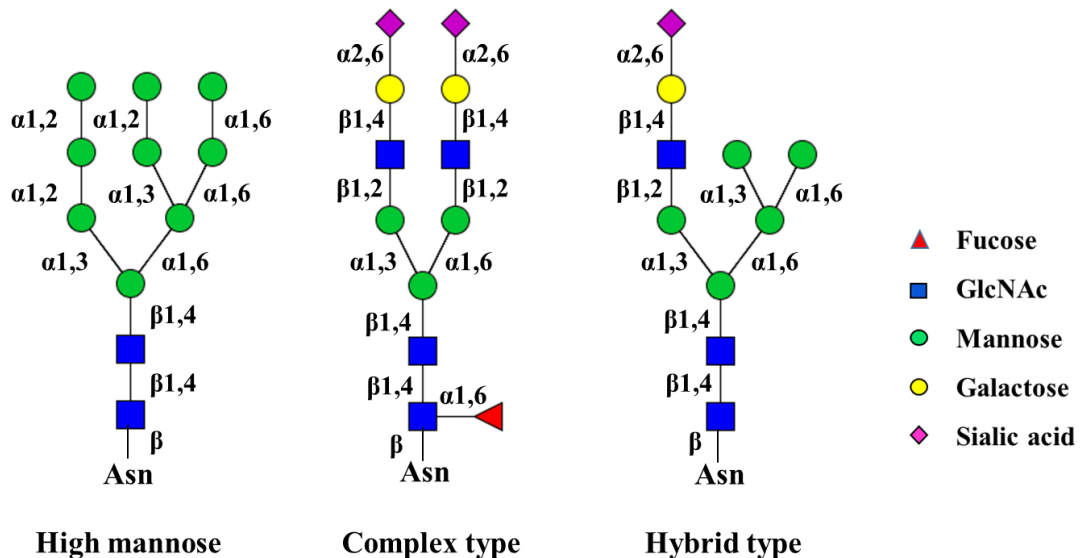 α2,6 α2,6 α2,6
α1,2 α1,2 α1,6 β1,4 β1,4 β1,4
α1,2 α1,3 α1,6 β1,2 β1,2 β1,2 α1,3 α1,6
α1,3 α1,6 α1,3 α1,6 α1,3 α1,6
Fucose
GlcNAc
β1,4 β1,4 β1,4
Mannose
β1,4 β1,4 α1,6 β1,4
Galactose
β β β
Sialic acid
Asn Asn Asn
High mannose Complex type Hybrid type